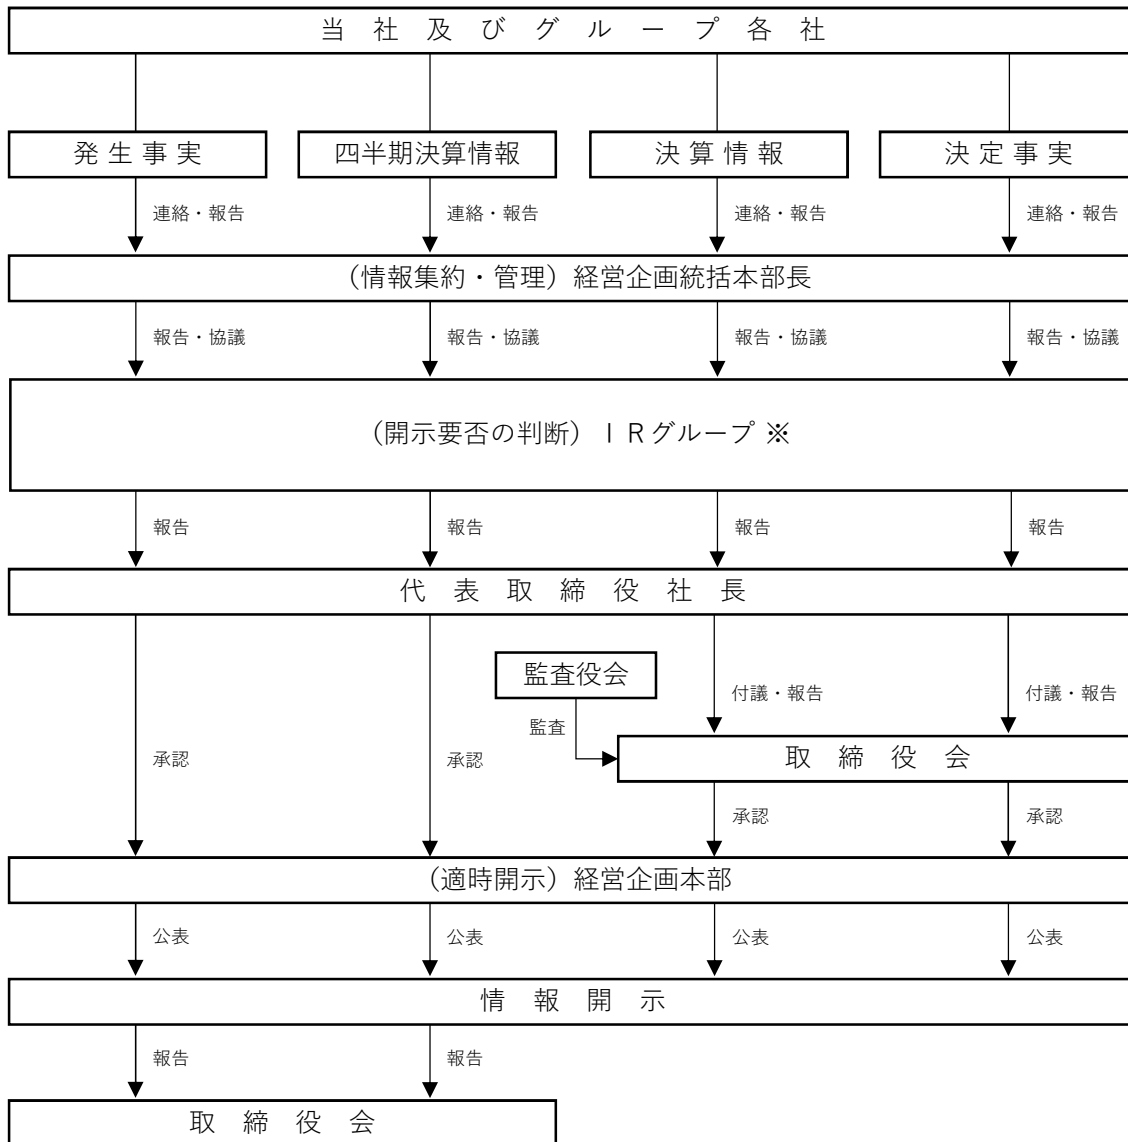 当社及びグループ各社
発生事実 四半期決算情報 決算情報 決定事実
連絡・報告 連絡・報告 連絡・報告 連絡・報告
(情報集約・管理)経営企画統括本部長
報告・協議 報告・協議 報告・協議 報告・協議
(開示要否の判断)IRグループ ※
報告 報告 報告 報告
代表取締役社長
監査役会
付議・報告 付議・報告
監査
取締役会
承認 承認
承認 承認
(適時開示)経営企画本部
公表 公表 公表 公表
情報開示
報告 報告
取締役会